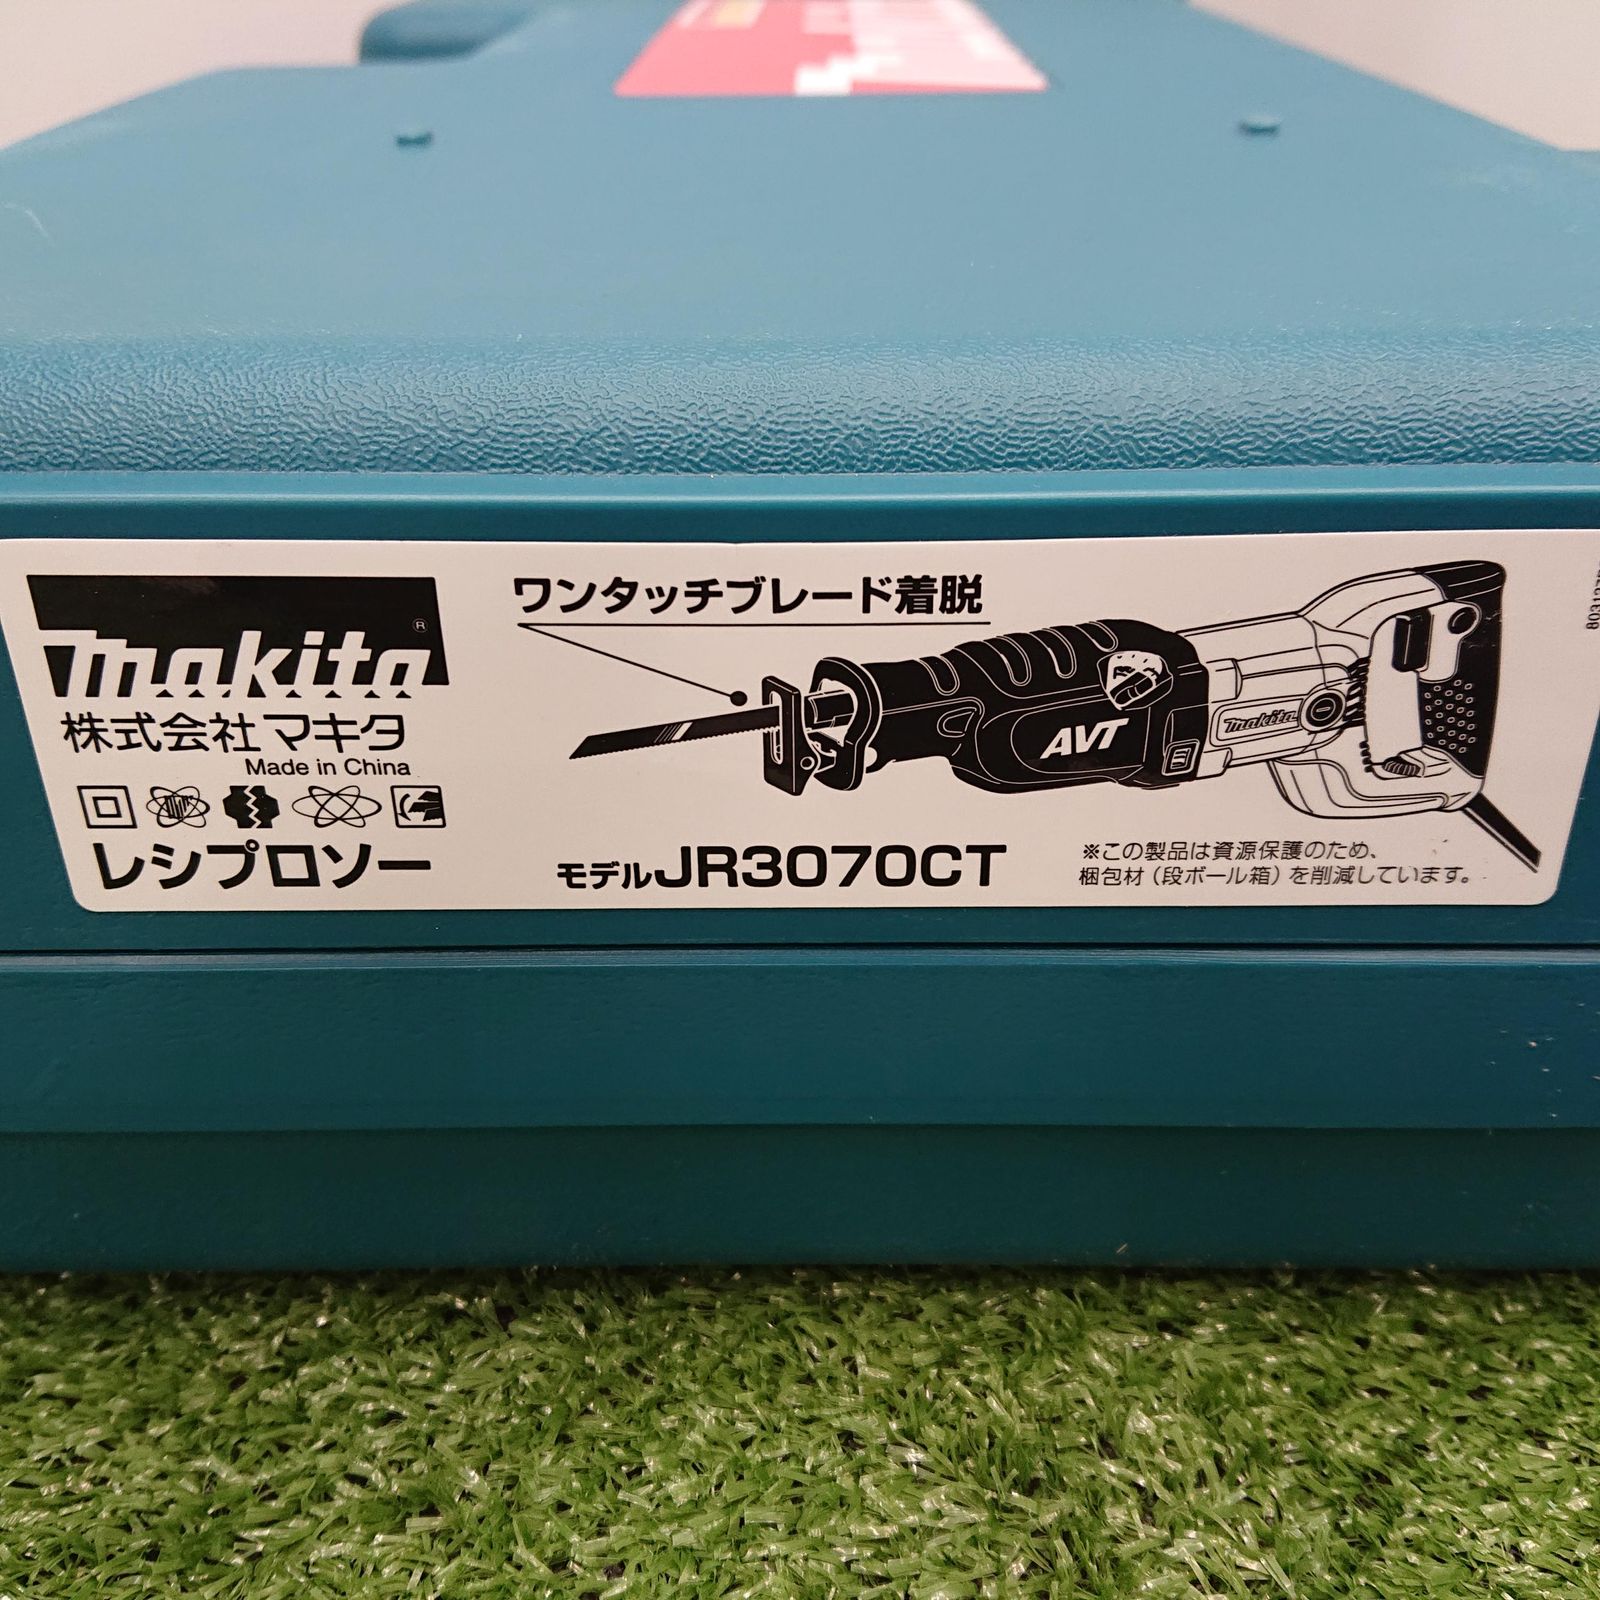 makita®
株式会社 マキタ
Made in China
レシプロソー
ワンタッチブレード着脱
AVT
makita
モデルJR3070CT
※この製品は資源保護のため、
梱包材（段ボール箱）を削減しています。